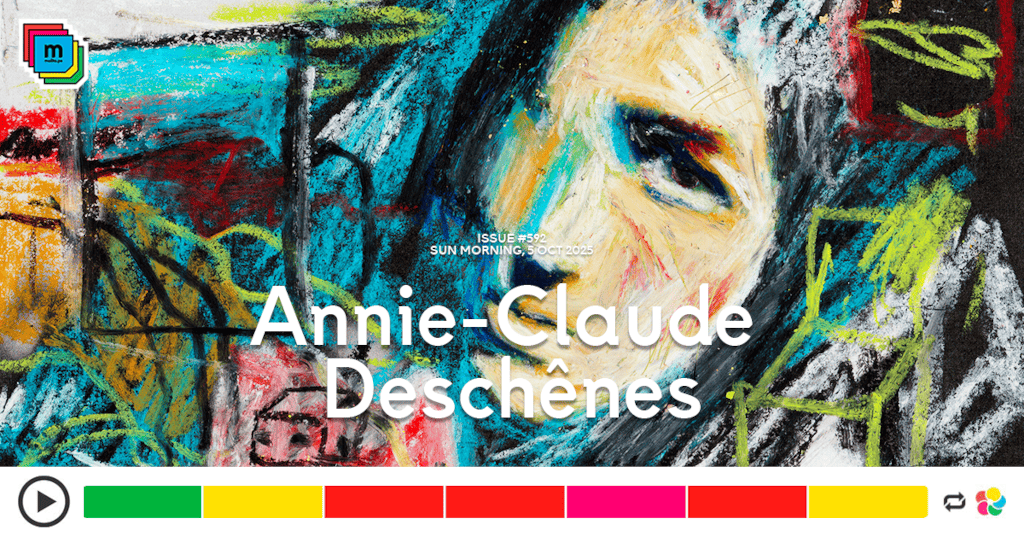 m
ISSUE #592
SUN MORNING, 5 OCT 2025
Annie-Claude
Deschênes